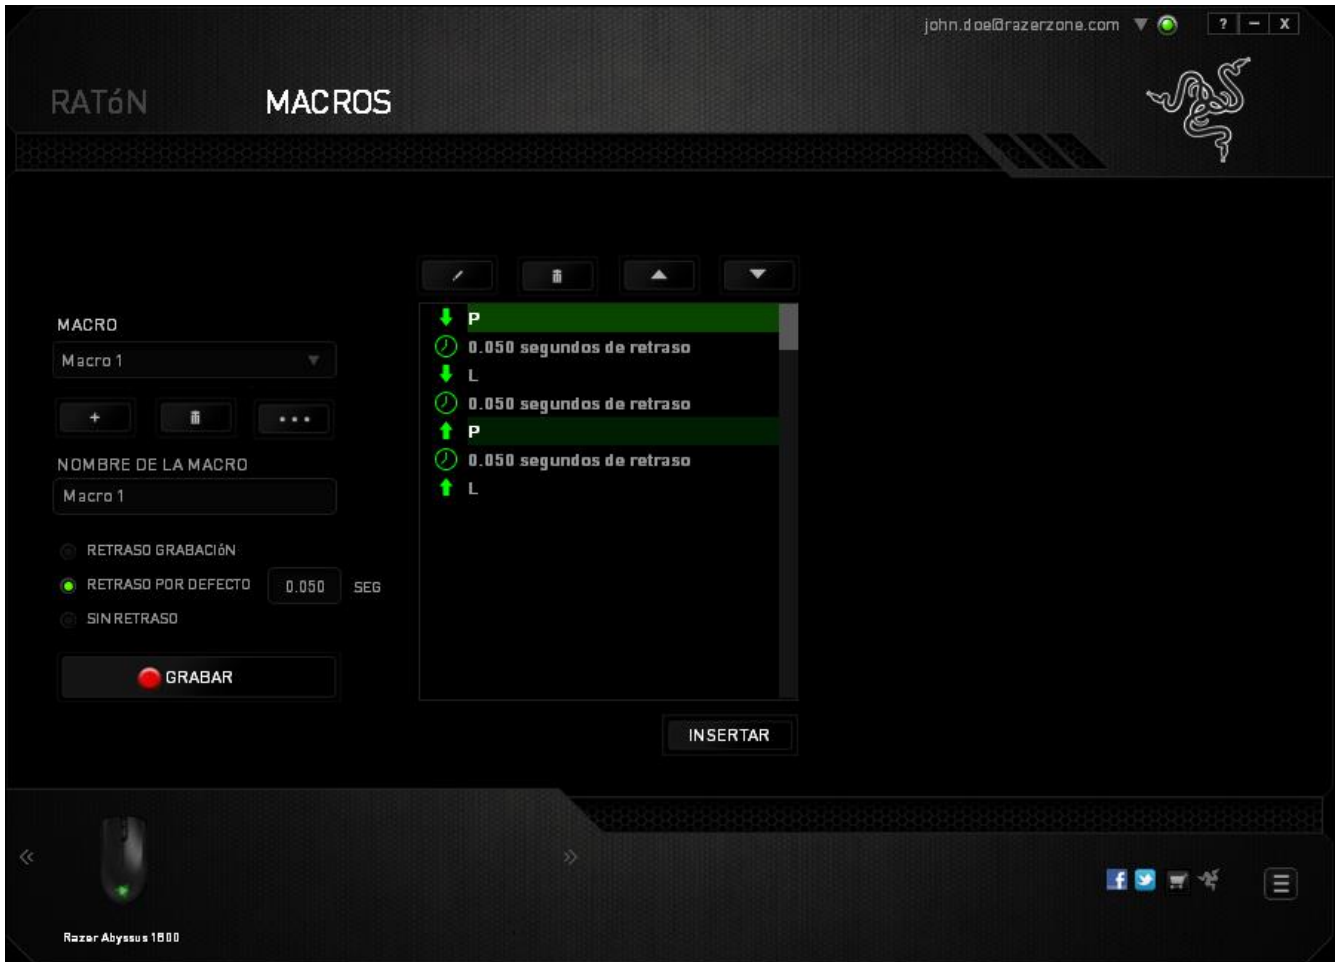 john.doe@razerzone.com
? – X
RATóN MACROS
MACRO
Macro 1
+
NOMBRE DE LA MACRO
Macro 1
RETRASO GRABACIóN
RETRASO POR DEFECTO 0.050 SEG
SIN RETRASO
GRABAR
P
0.050 segundos de retraso
L
0.050 segundos de retraso
P
0.050 segundos de retraso
L
INSERTAR
Razer Abyssus 1800